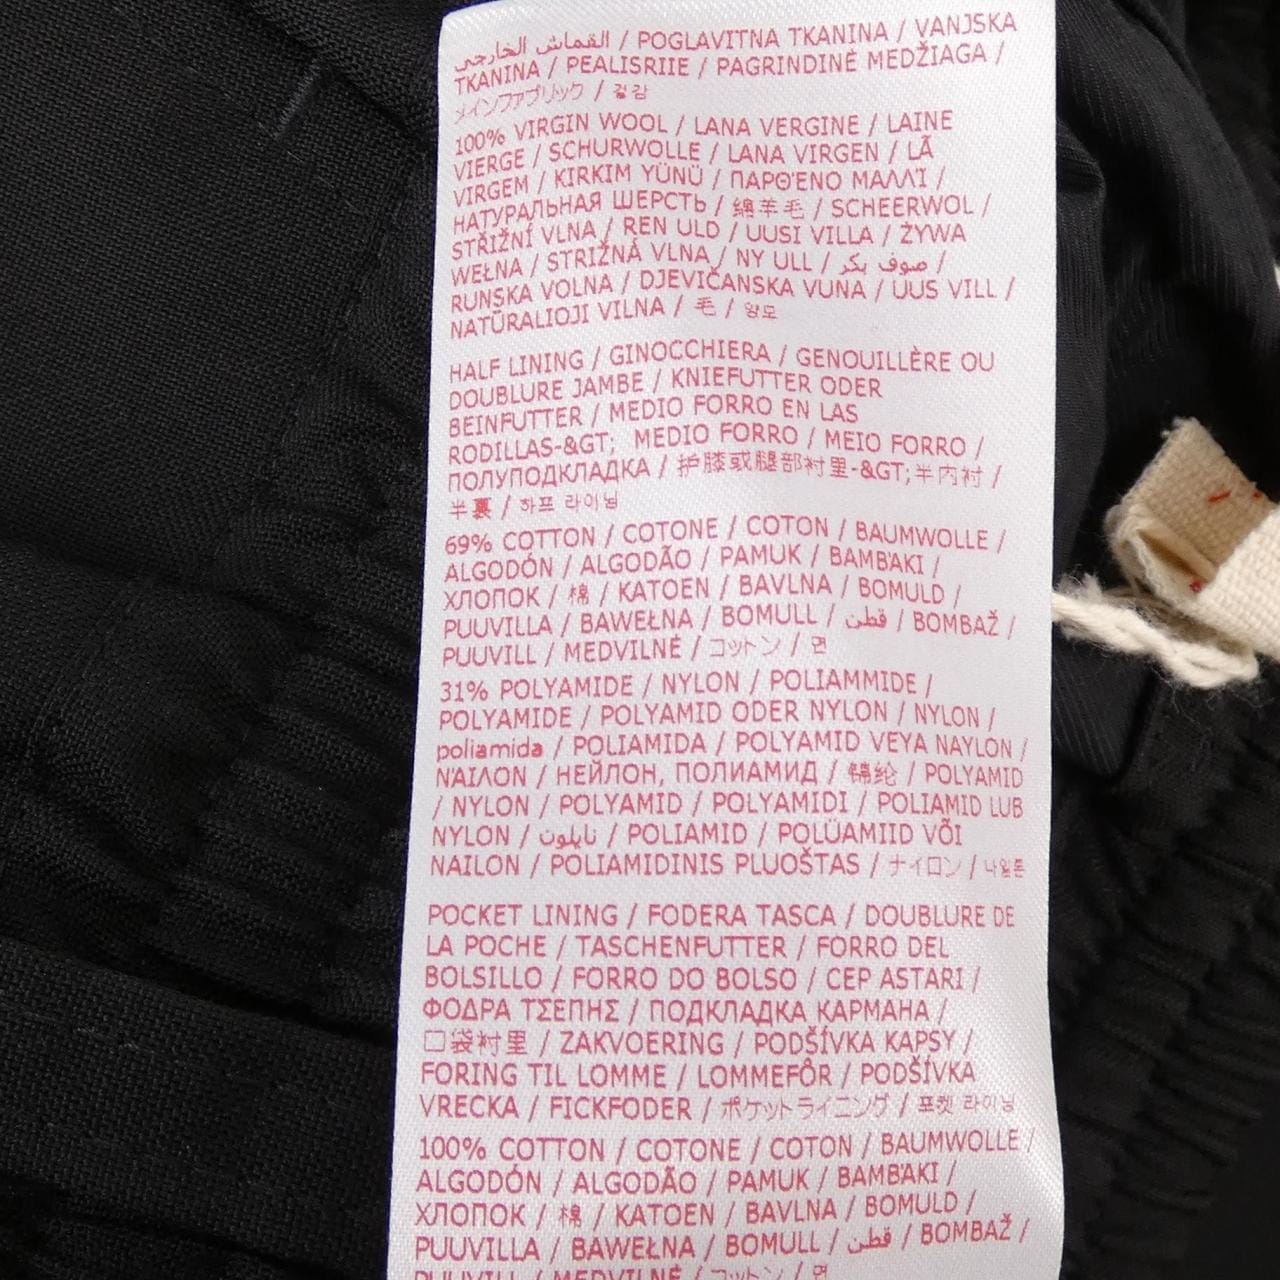 القماش الخارجي / POGLAVITNA TKANINA / VANJSKA
TKANINA / PEALISRIIE / PAGRINDINĖ MEDŽIAGA /
メインファブリック / 겉감
100% VIRGIN WOOL / LANA VERGINE / LAINE
VIERGE / SCHURWOLLE / LANA VIRGEN / LÃ
VIRGEM / KIRKIM YÜNÜ / ΠΑΡΘΈΝΟ ΜΑΛΛΊ /
НАТУРАЛЬНАЯ ШЕРСТЬ / 绵羊毛 / SCHEERWOL /
STŘIŽNÍ VLNA / REN ULD / UUSI VILLA / ŻYWA
WEŁNA / STRIŽNÁ VLNA / NY ULL / صوف بكر /
RUNSKA VOLNA / DJEVIČANSKA VUNA / UUS VILL /
NATŪRALIOJI VILNA / 毛 / 양모
HALF LINING / GINOCCHIERA / GENOUILLÈRE OU
DOUBLURE JAMBE / KNIEFUTTER ODER
BEINFUTTER / MEDIO FORRO EN LAS
RODILLAS-&GT; MEDIO FORRO / MEIO FORRO /
ПОЛУПОДКЛАДКА / 护膝或腿部衬里-&GT;半内衬 /
半裏 / 하프 라이닝
69% COTTON / COTONE / COTON / BAUMWOLLE /
ALGODÓN / ALGODÃO / PAMUK / ΒΑΜΒΆΚΙ /
ХЛОПОК / 棉 / KATOEN / BAVLNA / BOMULD /
PUUVILLA / BAWEŁNA / BOMULL / قطن / BOMBAŽ /
PUUVILL / MEDVILNĖ / コットン / 면
31% POLYAMIDE / NYLON / POLIAMMIDE /
POLYAMIDE / POLYAMID ODER NYLON / NYLON /
poliamida / POLIAMIDA / POLYAMID VEYA NAYLON /
ΝΆΙΛΟΝ / НЕЙЛОН, ПОЛИАМИД / 锦纶 / POLYAMID
/ NYLON / POLYAMID / POLYAMIDI / POLIAMID LUB
NYLON / نايلون / POLIAMID / POLÜAMIID VÕI
NAILON / POLIAMIDINIS PLUOŠTAS / ナイロン / 나일론
POCKET LINING / FODERA TASCA / DOUBLURE DE
LA POCHE / TASCHENFUTTER / FORRO DEL
BOLSILLO / FORRO DO BOLSO / CEP ASTARI /
ΦΟΔΡΑ ΤΣΕΠΗΣ / ПОДКЛАДКА КАРМАНА /
口袋衬里 / ZAKVOERING / PODŠÍVKA KAPSY /
FORING TIL LOMME / LOMMEFÔR / PODŠÍVKA
VRECKA / FICKFODER / ポケットライニング / 포켓 라이닝
100% COTTON / COTONE / COTON / BAUMWOLLE /
ALGODÓN / ALGODÃO / PAMUK / ΒΑΜΒΆΚΙ /
ХЛОПОК / 棉 / KATOEN / BAVLNA / BOMULD /
PUUVILLA / BAWEŁNA / BOMULL / قطن / BOMBAŽ /
PUUVILL / MEDVILNĖ / コットン / 면